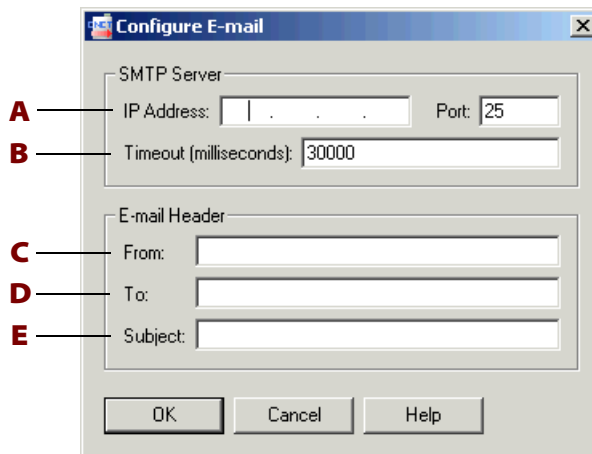 Configure E-mail
SMTP Server
A IP Address: . . . Port: 25
B Timeout (milliseconds): 30000
E-mail Header
C From:
D To:
E Subject:
OK Cancel Help